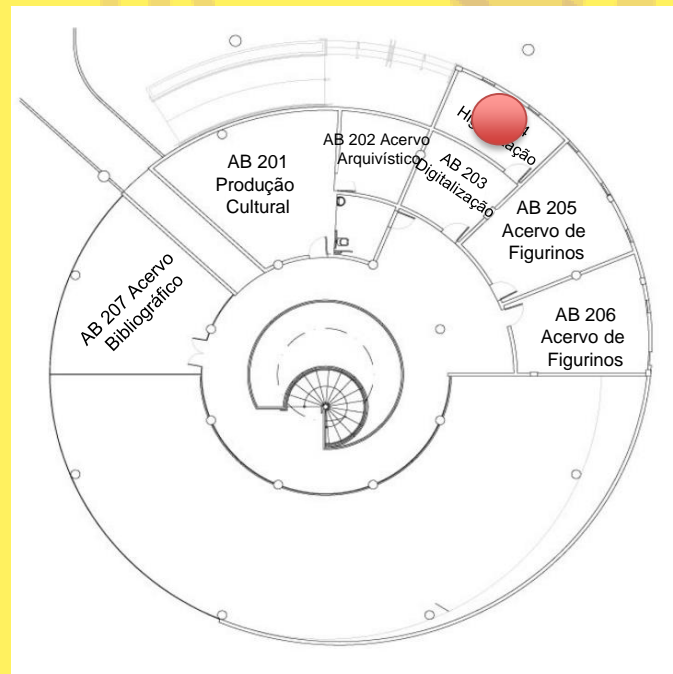 AB 201
Produção
Cultural
AB 202 Acervo
Arquivístico
AB 203
Digitalização
AB 205
Acervo de
Figurinos
AB 206
Acervo de
Figurinos
AB 207 Acervo
Bibliográfico